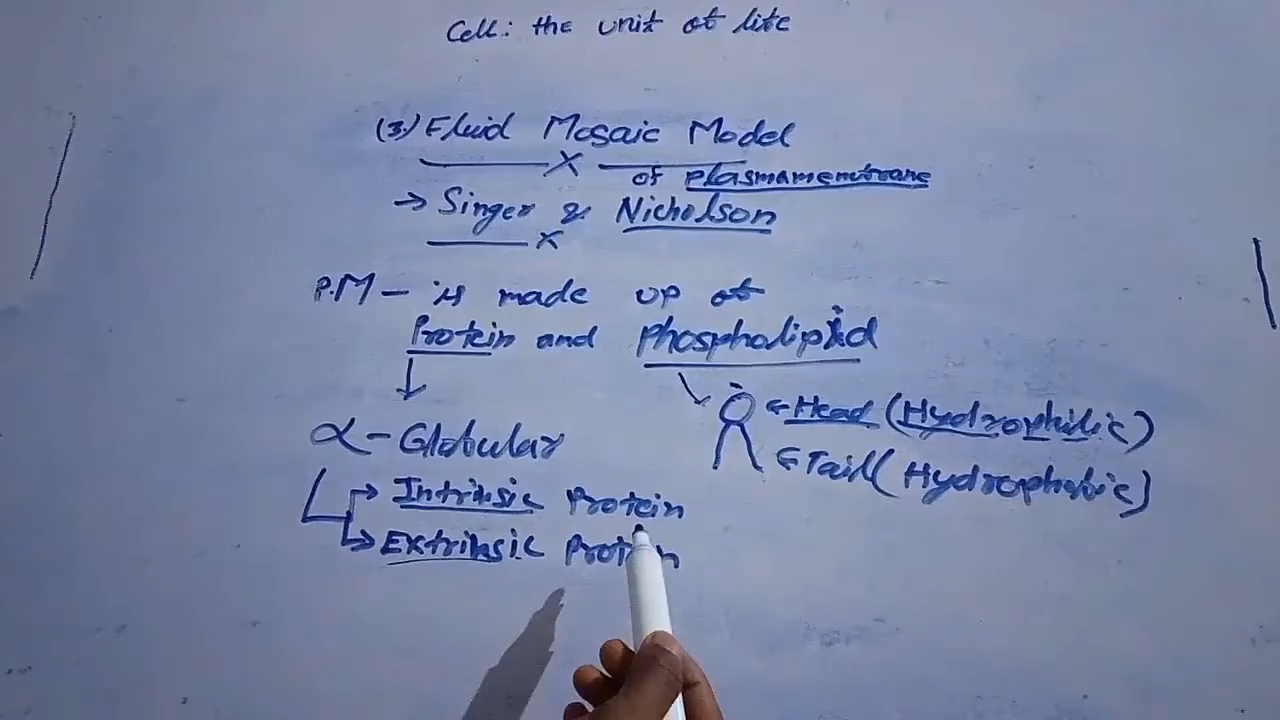 Cell: the unit of life
(3.) Fluid Mosaic Model
of plasmamembrane
→ Singer & Nicholson
P.M – is made up of
Protein and Phospholipid
α – Globular
← Head (Hydrophilic)
← Tail (Hydrophobic)
→ Intrinsic Protein
→ Extrinsic Protein